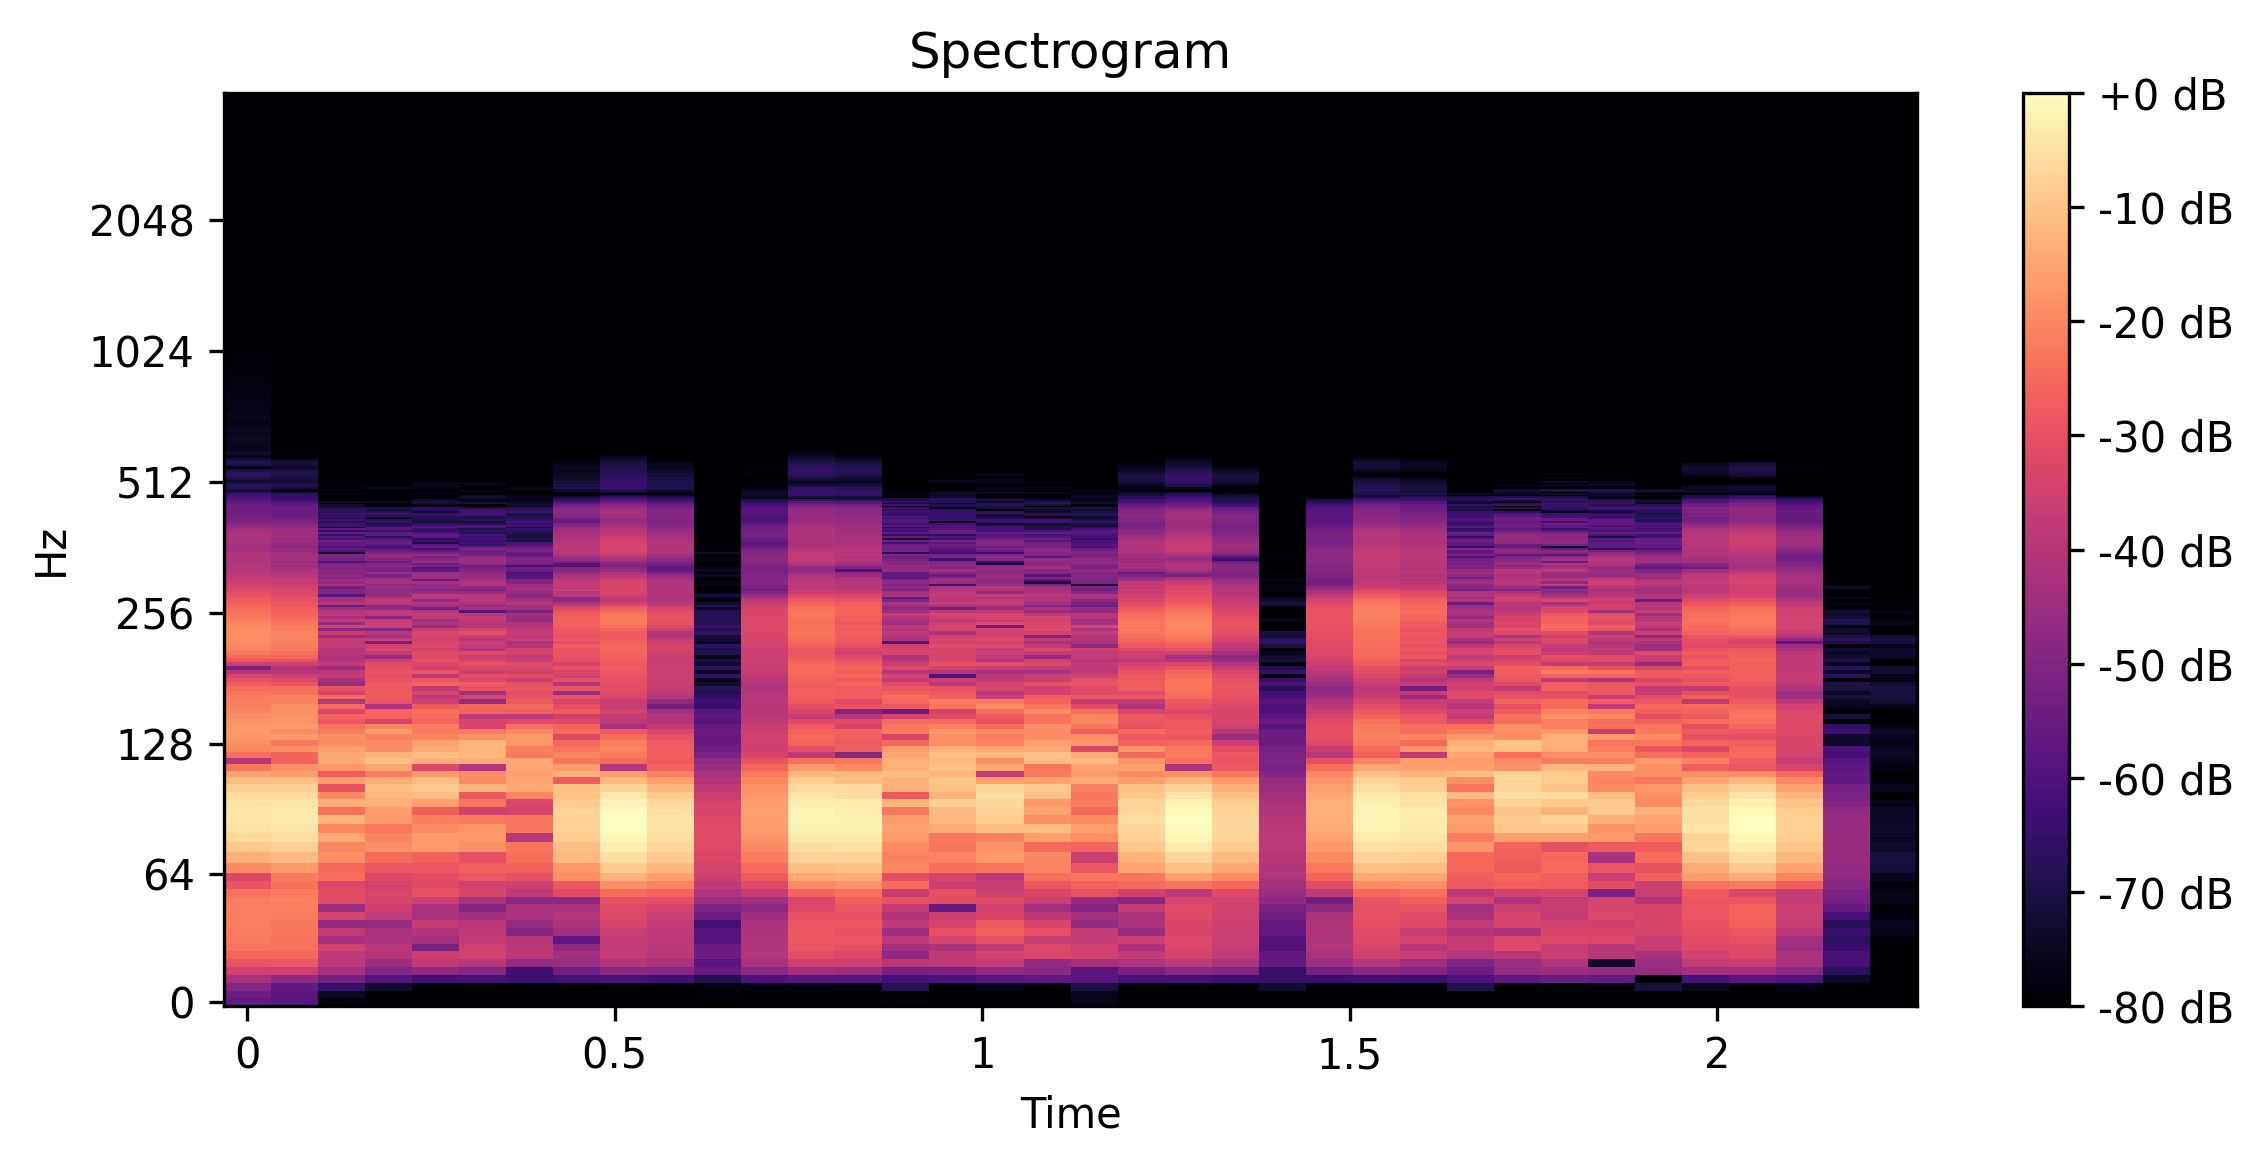 Spectrogram
+0 dB
-10 dB
-20 dB
-30 dB
-40 dB
-50 dB
-60 dB
-70 dB
-80 dB
Hz
2048
1024
512
256
128
64
0
0 0.5 1 1.5 2
Time